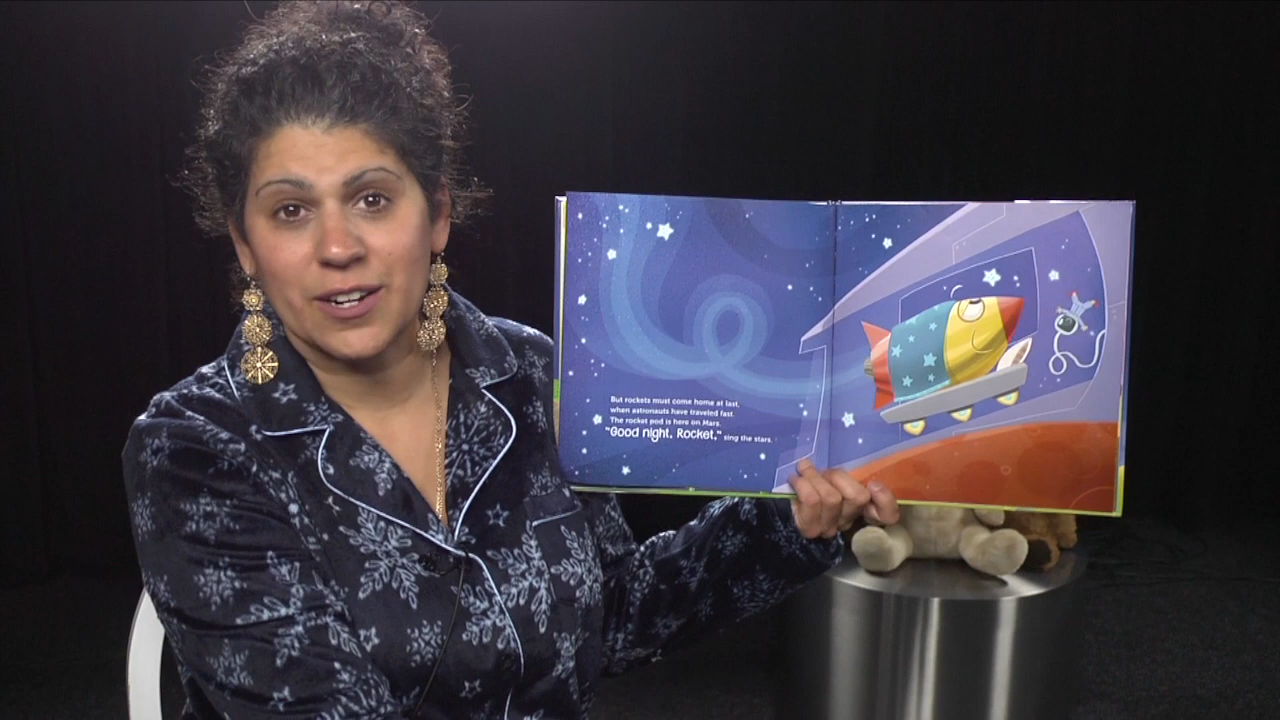 But rockets must come home at last,
when astronauts have traveled fast.
The rocket pod is here on Mars.
"Good night, Rocket," sing the stars.